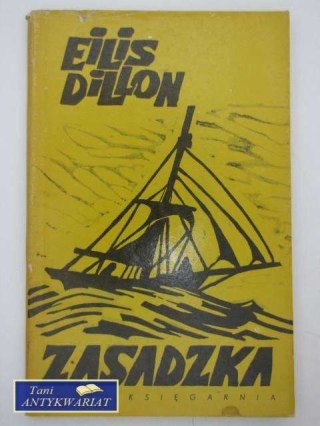 EILIS
DILLON
ZASADZKA
KSIĘGARNIA
Tani
ANTYKWARIAT